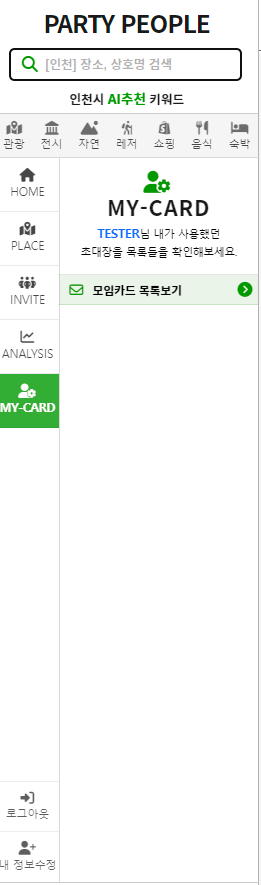 PARTY PEOPLE
[인천] 장소, 상호명 검색
인천시 AI추천 키워드
관광 전시 자연 레저 쇼핑 음식 숙박
HOME
PLACE
INVITE
ANALYSIS
MY-CARD
로그아웃
내 정보수정
MY-CARD
TESTER님 내가 사용했던
초대장을 목록들을 확인해보세요.
모임카드 목록보기